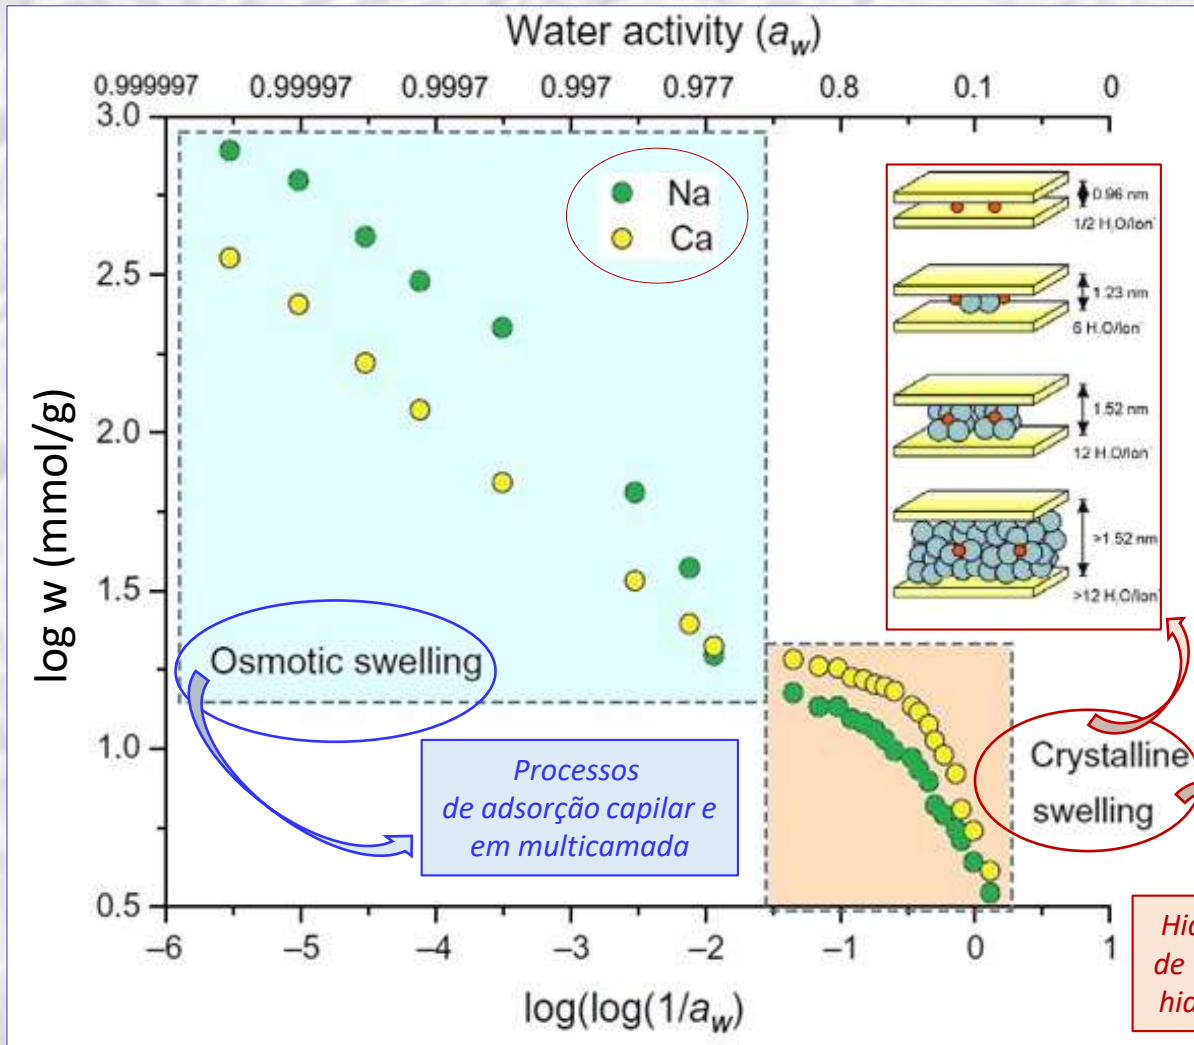 Water activity (a_w)
0.999997 0.99997 0.9997 0.997 0.977 0.8 0.1 0
3.0
2.5
2.0
1.5
1.0
0.5
log w (mmol/g)
Na
Ca
0.96 nm
1/2 H₂O/Ion⁻
1.23 nm
6 H₂O/Ion⁻
1.52 nm
12 H₂O/Ion⁻
>1.52 nm
>12 H₂O/Ion⁻
Osmotic swelling
Processos
de adsorção capilar e
em multicamada
Crystalline
swelling
de
–6 –5 –4 –3 –2 –1 0 1
log(log(1/a_w)